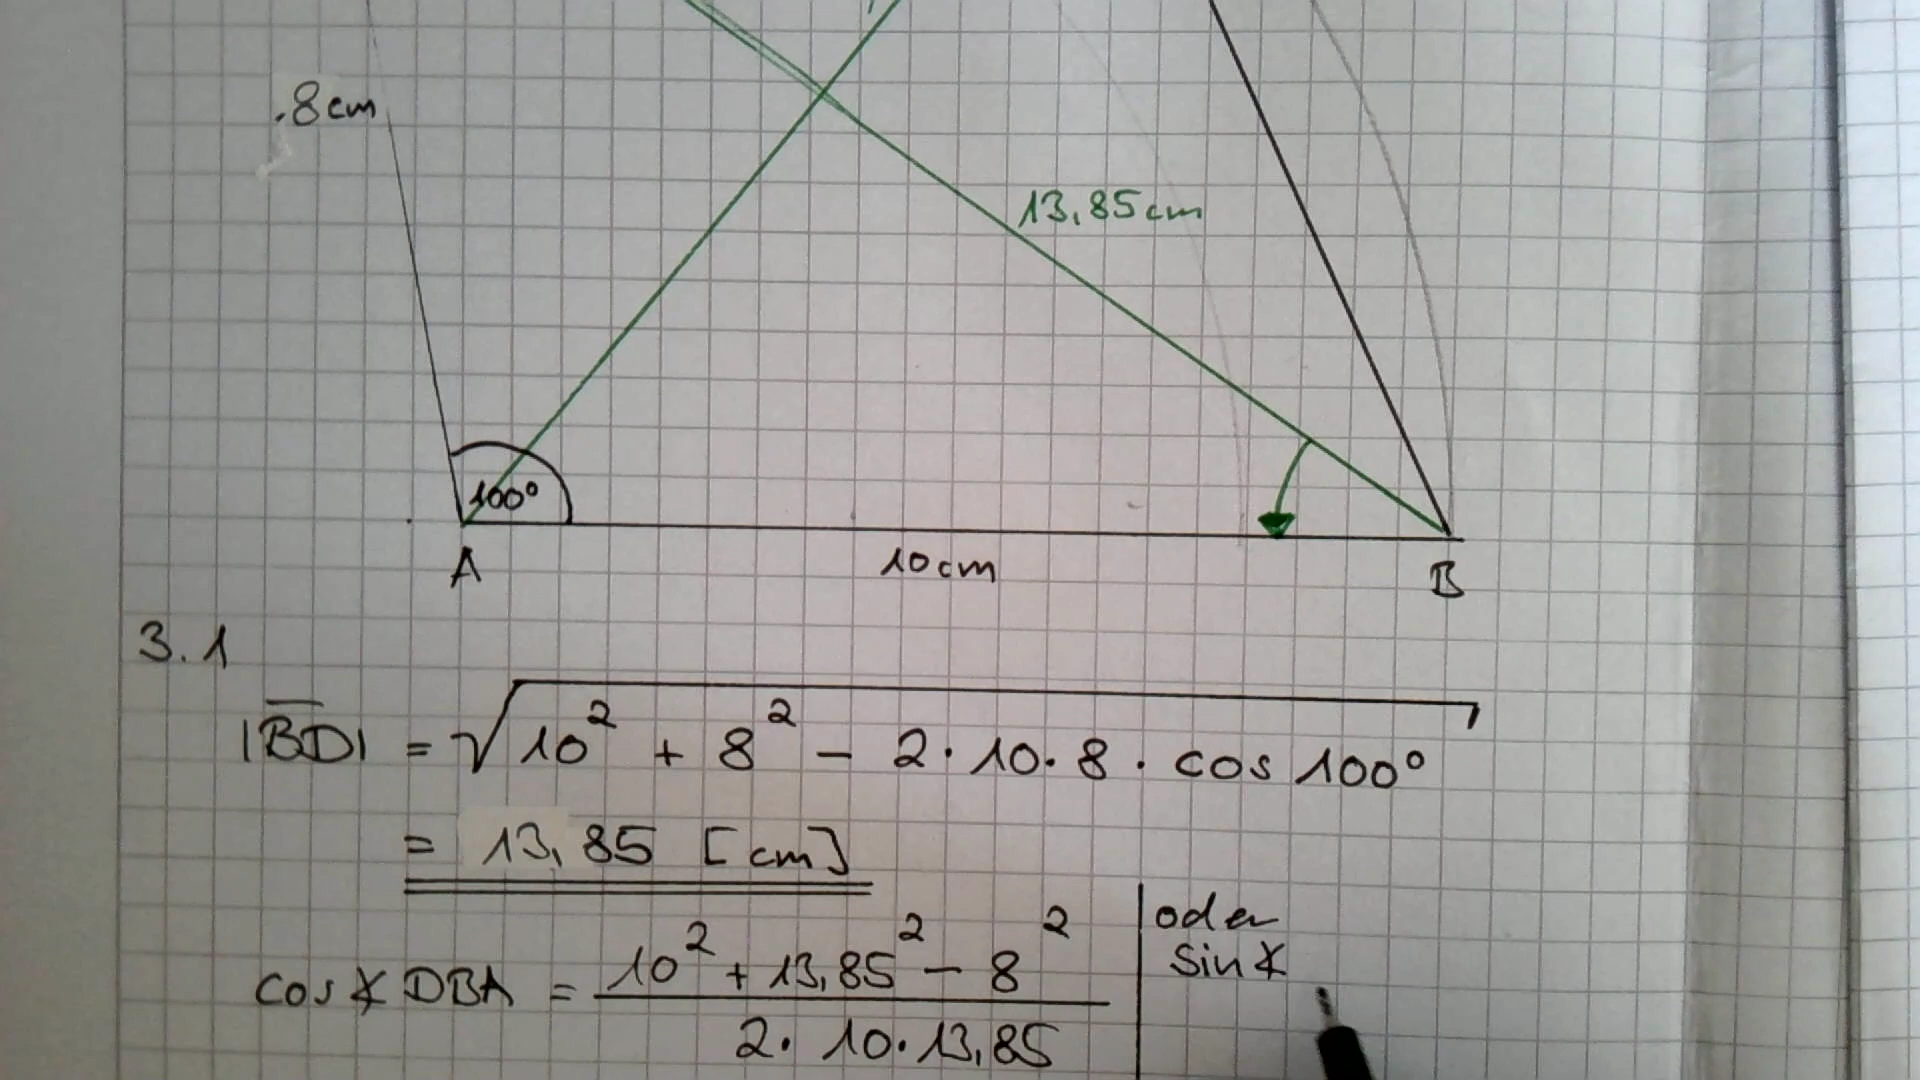 .8cm
13,85cm
100°
10cm
A
B
3.1
|BD| = √10² + 8² − 2·10·8·cos 100°
= 13,85 [cm]
cos∢DBA = 10² + 13,85² − 8²
2·10·13,85
oder
sin∢